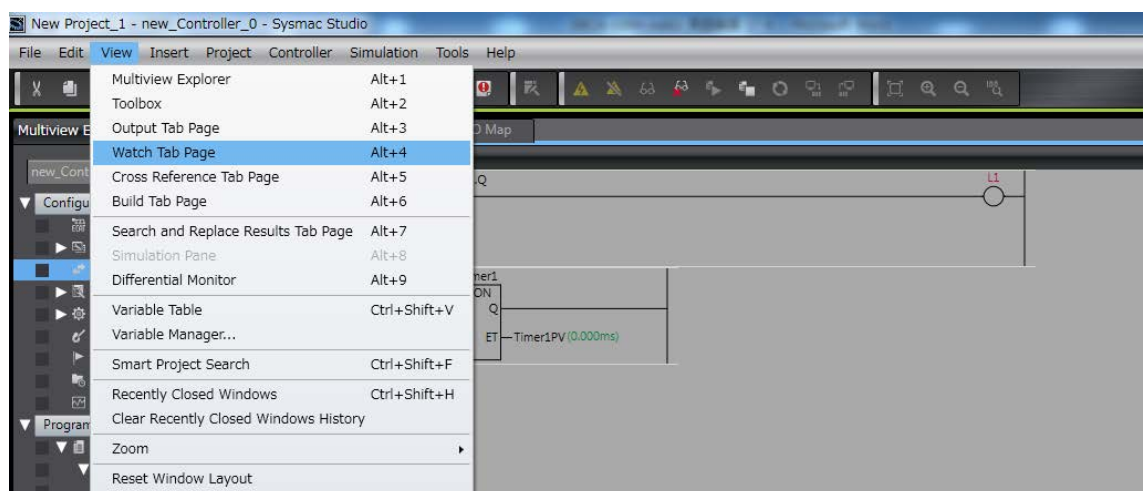 New Project_1 - new_Controller_0 - Sysmac Studio
File Edit View Insert Project Controller Simulation Tools Help
Multiview Explorer Alt+1
Toolbox Alt+2
Output Tab Page Alt+3
Watch Tab Page Alt+4
Cross Reference Tab Page Alt+5
Build Tab Page Alt+6
Search and Replace Results Tab Page Alt+7
Simulation Pane Alt+8
Differential Monitor Alt+9
Variable Table Ctrl+Shift+V
Variable Manager...
Smart Project Search Ctrl+Shift+F
Recently Closed Windows Ctrl+Shift+H
Clear Recently Closed Windows History
Zoom
Reset Window Layout
Multiview E
new_Cont
Configu
Program
Map
.Q
L1
mer1
ON
Q
ET
Timer1PV(0.000ms)